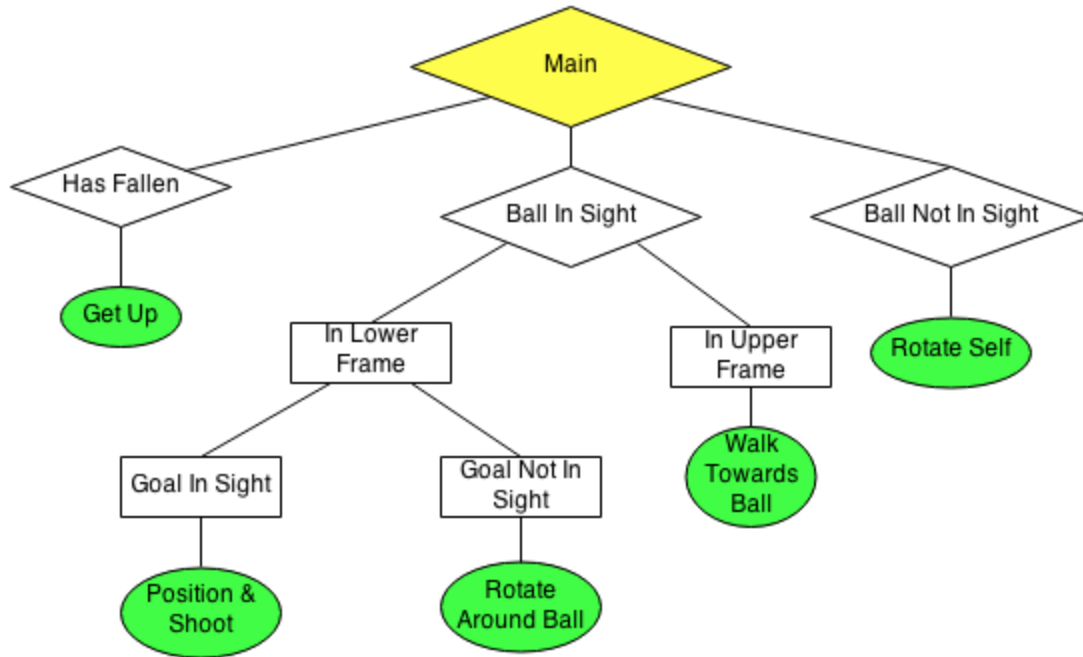 Main
Has Fallen
Ball In Sight
Ball Not In Sight
Get Up
In Lower
Frame
In Upper
Frame
Rotate Self
Goal In Sight
Goal Not In
Sight
Walk
Towards
Ball
Position &
Shoot
Rotate
Around Ball